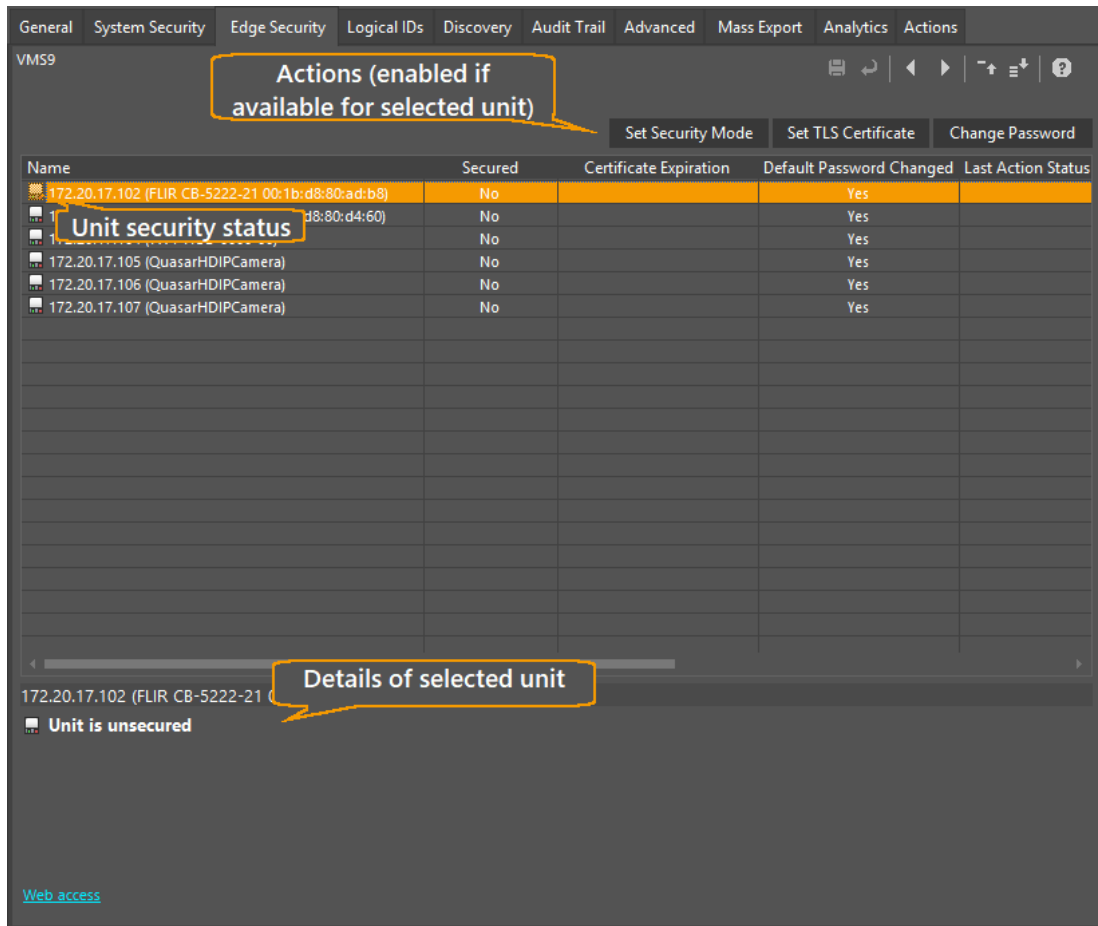 General System Security Edge Security Logical IDs Discovery Audit Trail Advanced Mass Export Analytics Actions
VMS9
Actions (enabled if
available for selected unit)
Set Security Mode Set TLS Certificate Change Password
Name Secured Certificate Expiration Default Password Changed Last Action Status
172.20.17.102 (FLIR CB-5222-21 00:1b:d8:80:ad:b8) No Yes
d8:80:d4:60) No Yes
Unit security status
No Yes
172.20.17.105 (QuasarHDIPCamera) No Yes
172.20.17.106 (QuasarHDIPCamera) No Yes
172.20.17.107 (QuasarHDIPCamera) No Yes
Details of selected unit
172.20.17.102 (FLIR CB-5222-21
Unit is unsecured
Web access